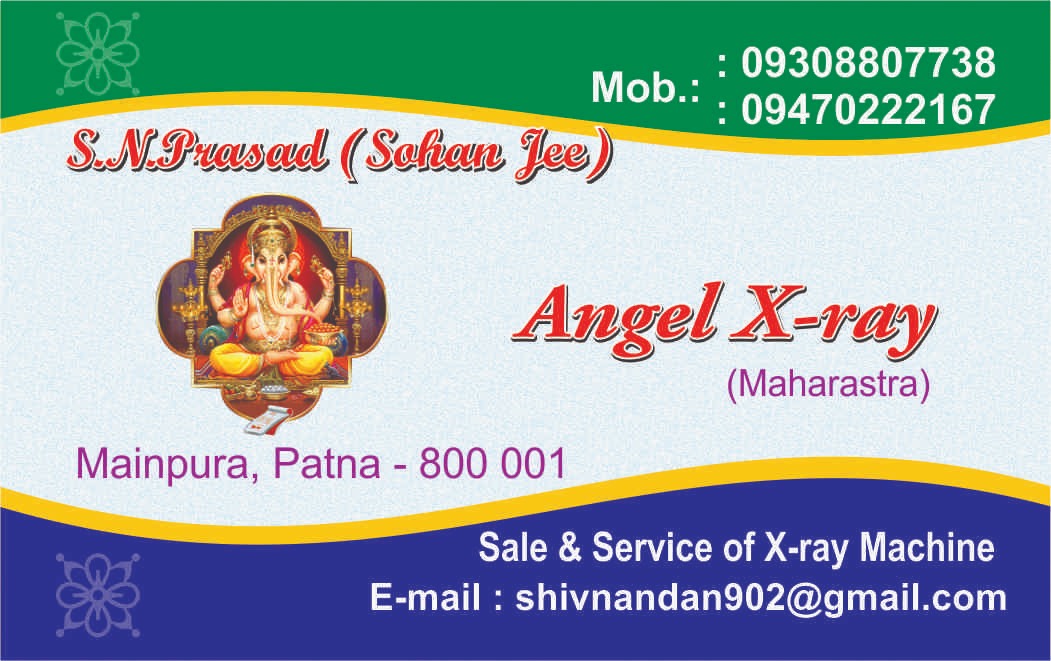 Mob.: : 09308807738
: 09470222167
S.N.Prasad (Sohan Jee)
Angel X-ray
(Maharastra)
Mainpura, Patna - 800 001
Sale & Service of X-ray Machine
E-mail : shivnandan902@gmail.com